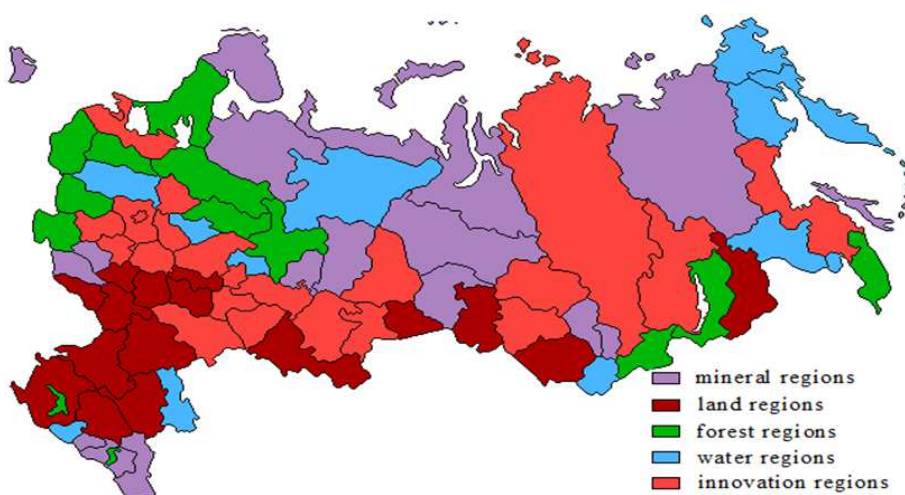 mineral regions
land regions
forest regions
water regions
innovation regions